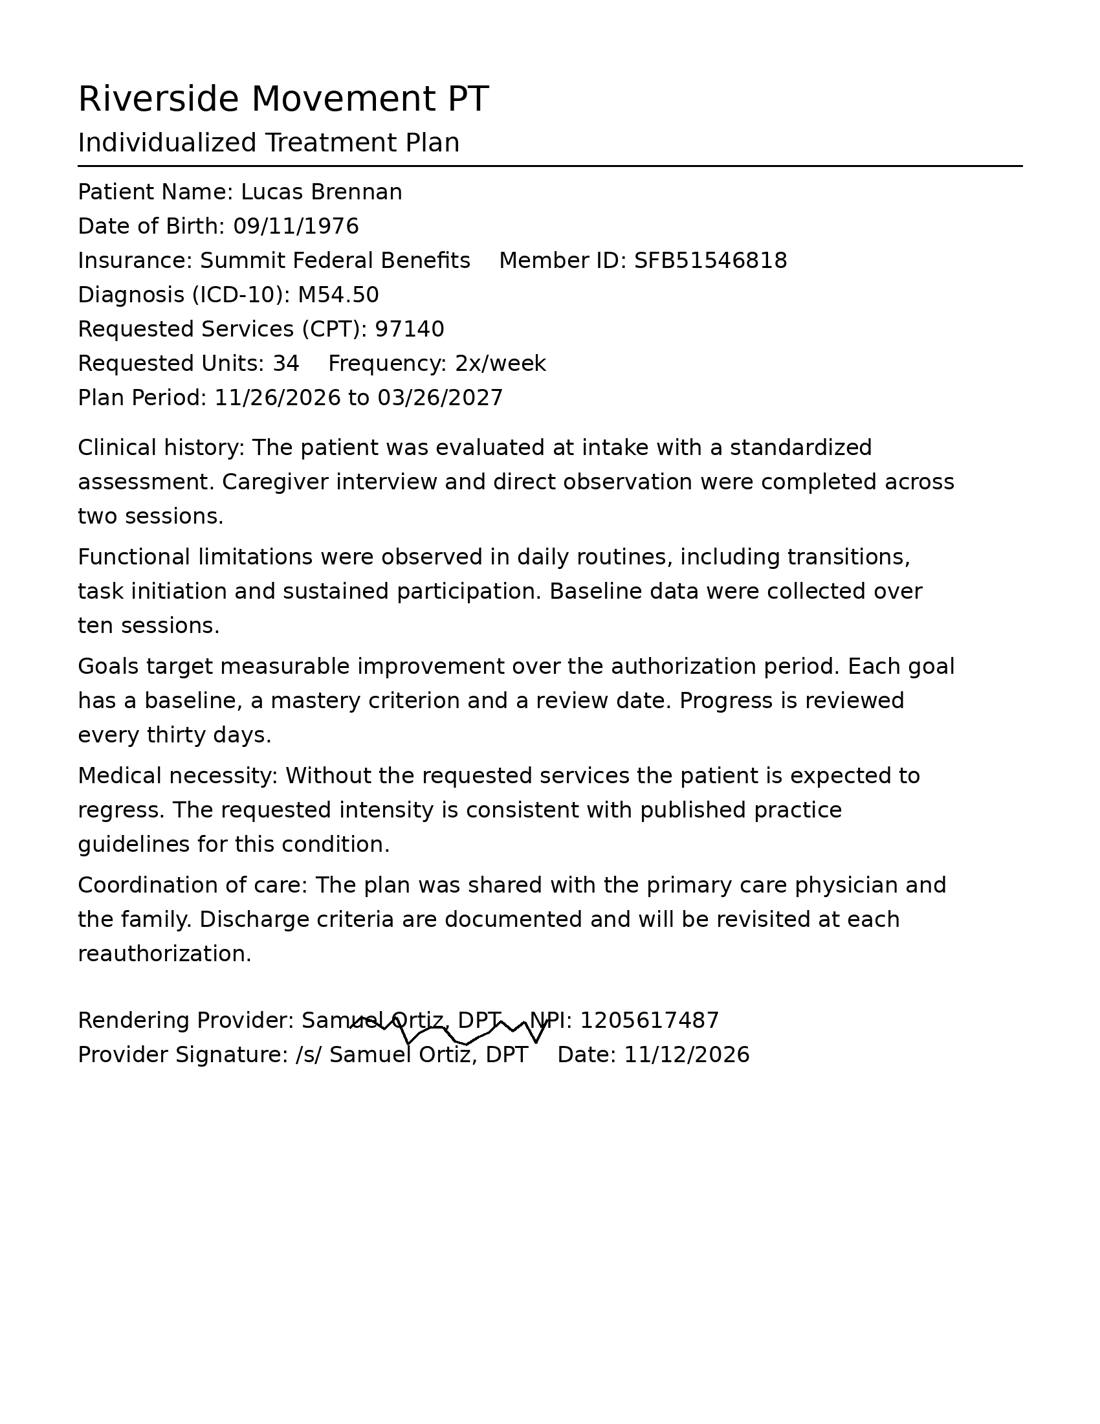 Riverside Movement PT
Individualized Treatment Plan
Patient Name: Lucas Brennan
Date of Birth: 09/11/1976
Insurance: Summit Federal Benefits Member ID: SFB51546818
Diagnosis (ICD-10): M54.50
Requested Services (CPT): 97140
Requested Units: 34 Frequency: 2x/week
Plan Period: 11/26/2026 to 03/26/2027
Clinical history: The patient was evaluated at intake with a standardized
assessment. Caregiver interview and direct observation were completed across
two sessions.
Functional limitations were observed in daily routines, including transitions,
task initiation and sustained participation. Baseline data were collected over
ten sessions.
Goals target measurable improvement over the authorization period. Each goal
has a baseline, a mastery criterion and a review date. Progress is reviewed
every thirty days.
Medical necessity: Without the requested services the patient is expected to
regress. The requested intensity is consistent with published practice
guidelines for this condition.
Coordination of care: The plan was shared with the primary care physician and
the family. Discharge criteria are documented and will be revisited at each
reauthorization.
Rendering Provider: Samuel Ortiz, DPT NPI: 1205617487
Provider Signature: /s/ Samuel Ortiz, DPT Date: 11/12/2026